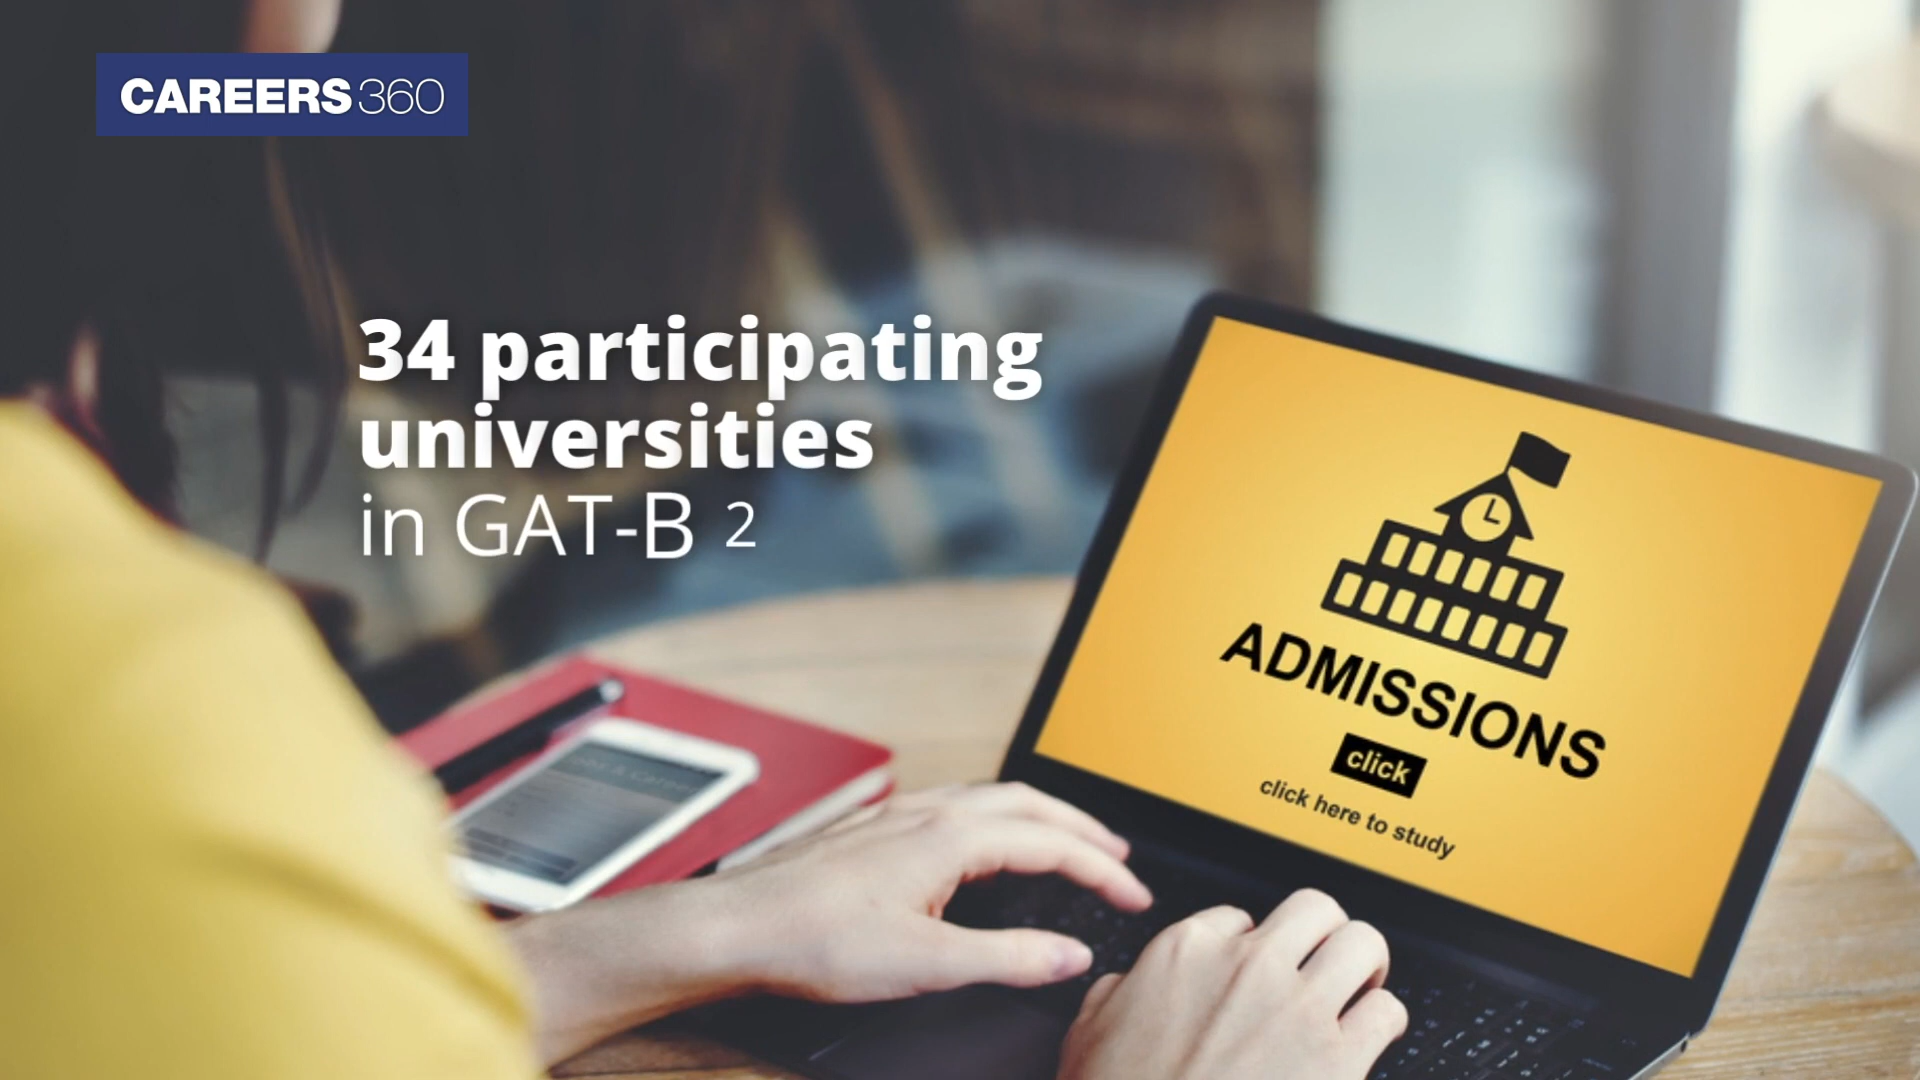 CAREERS360
34 participating
universities
in GAT-B 2
ADMISSIONS
click
click here to study